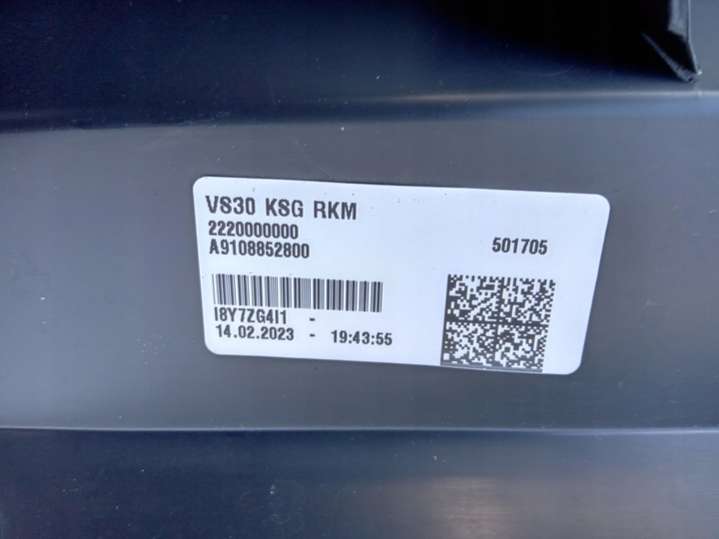 VS30 KSG RKM
2220000000
A9108852800
501705
I8Y7ZG4I1 -
14.02.2023 - 19:43:55